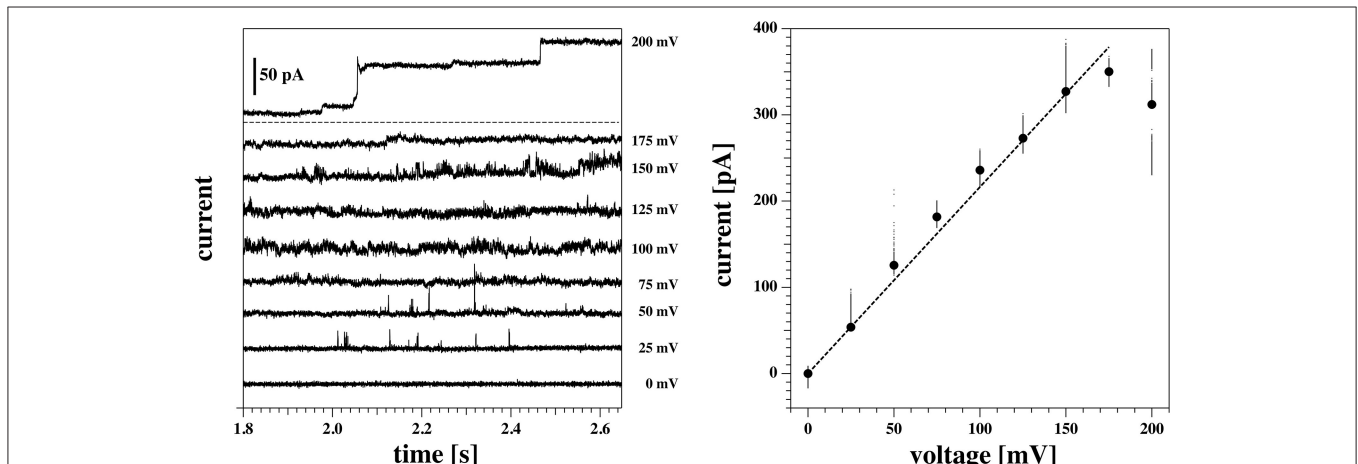 200 mV
50 pA
175 mV
150 mV
125 mV
100 mV
75 mV
50 mV
25 mV
0 mV
current
1.8 2.0 2.2 2.4 2.6
time [s]
400
300
200
100
0
current [pA]
0 50 100 150 200
voltage [mV]